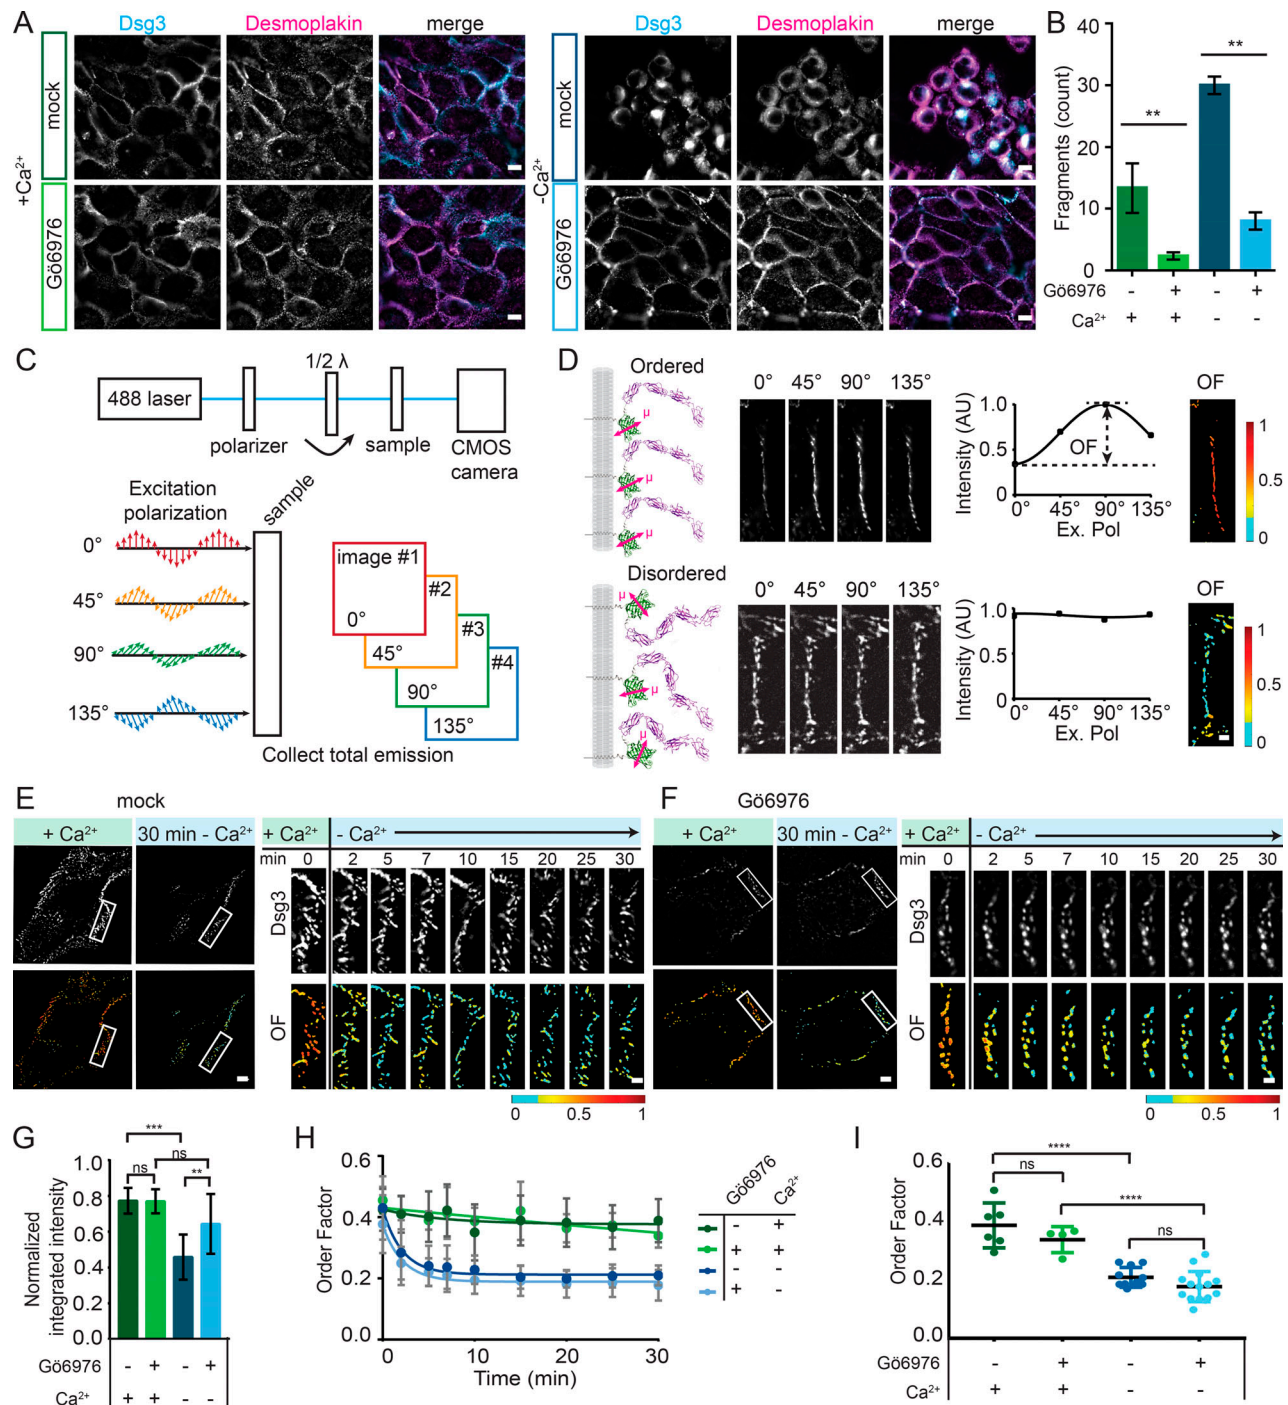 A
Dsg3 Desmoplakin merge
Dsg3 Desmoplakin merge
+Ca²⁺
mock
Gö6976
-Ca²⁺
mock
Gö6976
B
** **
Fragments (count)
40
30
20
10
0
Gö6976 - + - +
Ca²⁺ + + - -
C
488 laser
polarizer
1/2 λ
sample
CMOS
camera
Excitation
polarization
sample
0°
45°
90°
135°
image #1
0°
#2
45°
#3
90°
#4
135°
Collect total emission
D
Ordered
μ
μ
μ
0° 45° 90° 135°
Intensity (AU)
1.0
0.5
0
OF
0° 45° 90° 135°
Ex. Pol
OF
1
0.5
0
Disordered
μ
μ
μ
0° 45° 90° 135°
Intensity (AU)
1.0
0.5
0
0° 45° 90° 135°
Ex. Pol
OF
1
0.5
0
E mock
+ Ca²⁺ 30 min - Ca²⁺
+ Ca²⁺ - Ca²⁺
min 0 2 5 7 10 15 20 25 30
Dsg3
OF
0 0.5 1
F Gö6976
+ Ca²⁺ 30 min - Ca²⁺
+ Ca²⁺ - Ca²⁺
min 0 2 5 7 10 15 20 25 30
Dsg3
OF
0 0.5 1
G
*** ns
ns **
Normalized
integrated intensity
1.0
0.8
0.6
0.4
0.2
0.0
Gö6976 - + - +
Ca²⁺ + + - -
H
Order Factor
0.6
0.4
0.2
0.0
0 10 20 30
Time (min)
Gö6976 Ca²⁺
- +
+ +
- -
+ -
I
****
ns ****
ns
Order Factor
0.6
0.4
0.2
0.0
Gö6976 - + - +
Ca²⁺ + + - -